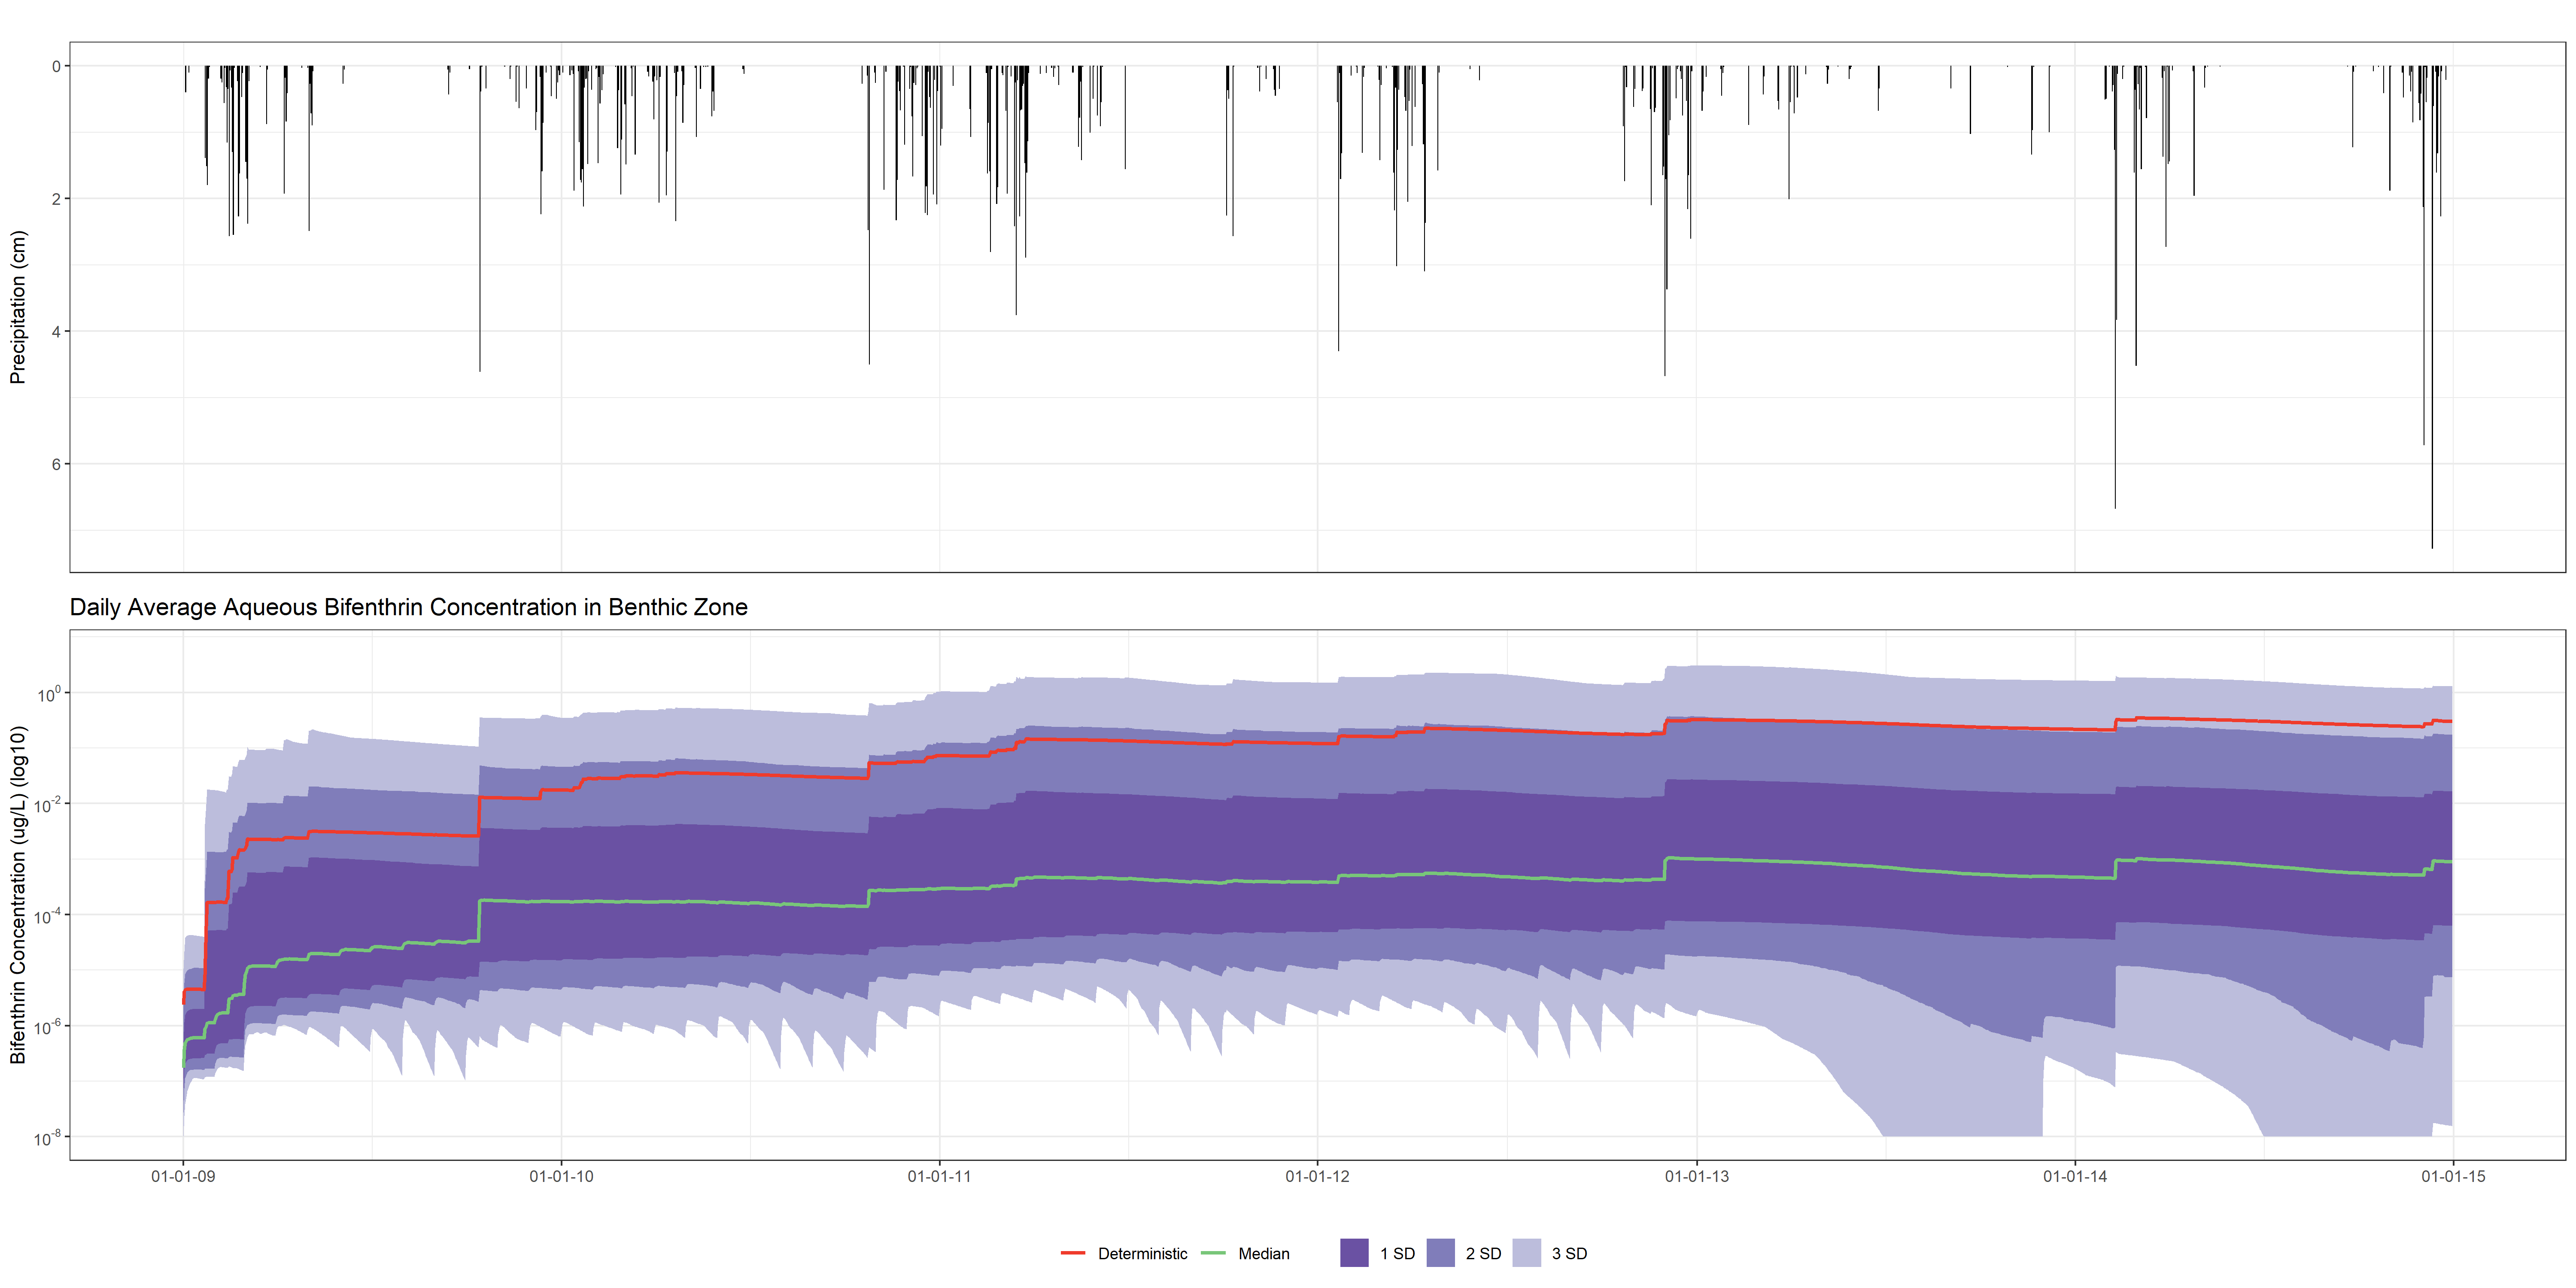 0
2
4
6
Precipitation (cm)
Daily Average Aqueous Bifenthrin Concentration in Benthic Zone
10^0
10^-2
10^-4
10^-6
10^-8
Bifenthrin Concentration (ug/L) (log10)
01-01-09 01-01-10 01-01-11 01-01-12 01-01-13 01-01-14 01-01-15
Deterministic Median 1 SD 2 SD 3 SD